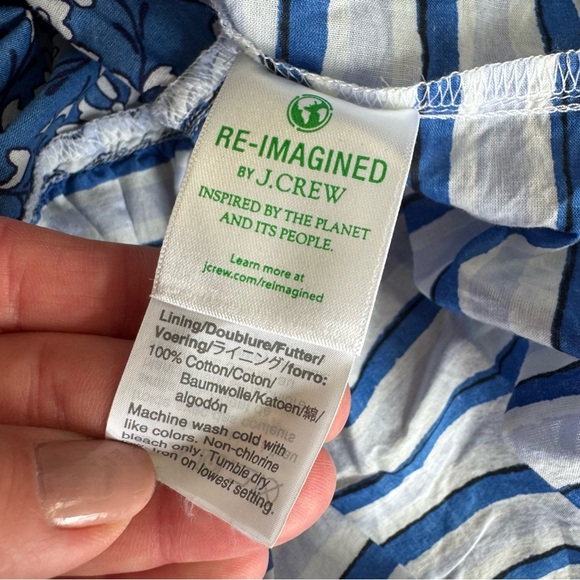 RE-IMAGINED
BY J.CREW
INSPIRED BY THE PLANET
AND ITS PEOPLE.
Learn more at
jcrew.com/reimagined
Lining/Doublure/Futter/
Voering/ライニング/forro:
100% Cotton/Coton/
Baumwolle/Katoen/綿/
algodón
Machine wash cold with
like colors. Non-chlorine
bleach only. Tumble dry
iron on lowest setting.